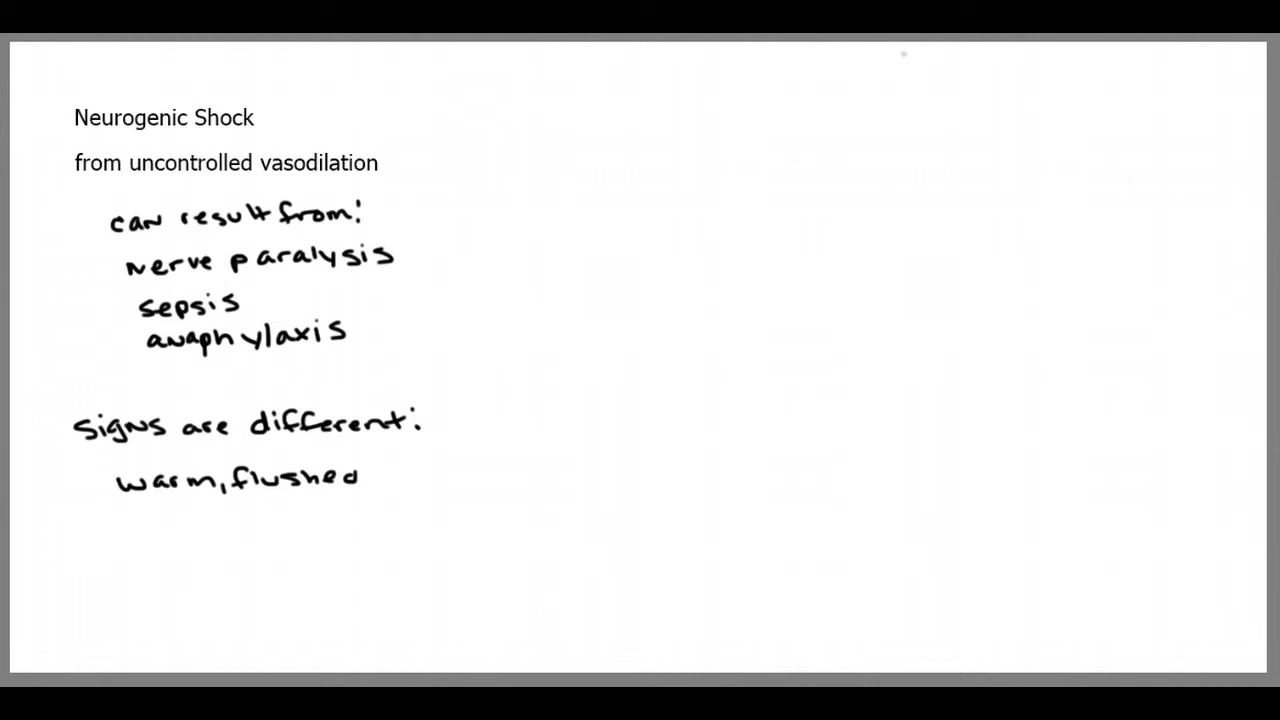 Neurogenic Shock
from uncontrolled vasodilation
can result from:
nerve paralysis
sepsis
anaphylaxis
signs are different:
warm, flushed